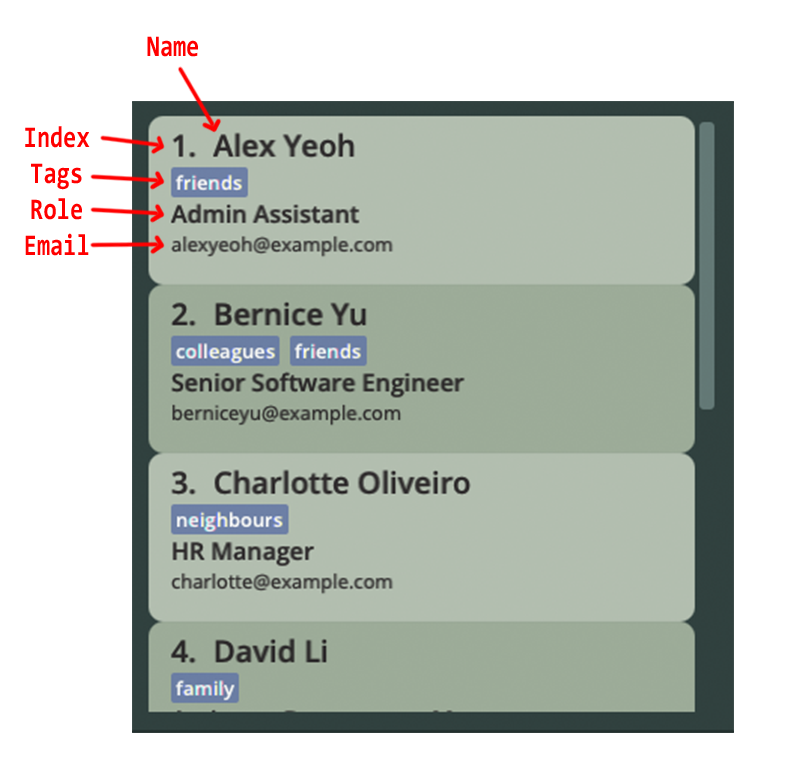 Name
Index
1. Alex Yeoh
Tags
friends
Role
Admin Assistant
Email
alexyeoh@example.com
2. Bernice Yu
colleagues friends
Senior Software Engineer
berniceyu@example.com
3. Charlotte Oliveiro
neighbours
HR Manager
charlotte@example.com
4. David Li
family